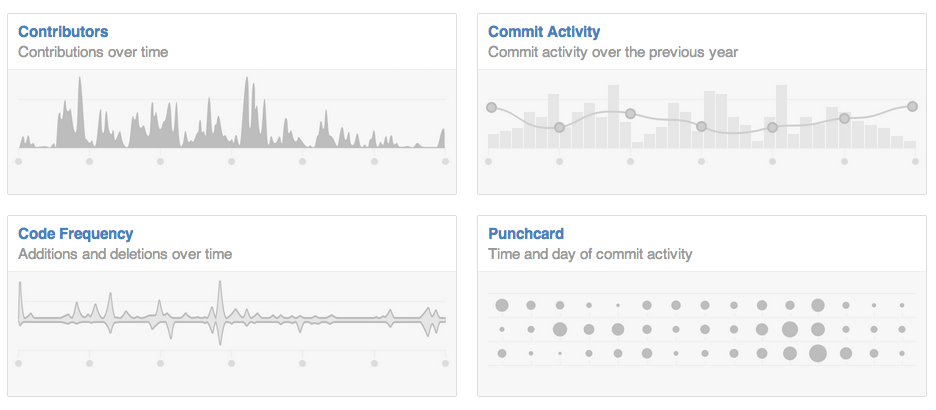 Contributors
Contributions over time
Commit Activity
Commit activity over the previous year
Code Frequency
Additions and deletions over time
Punchcard
Time and day of commit activity